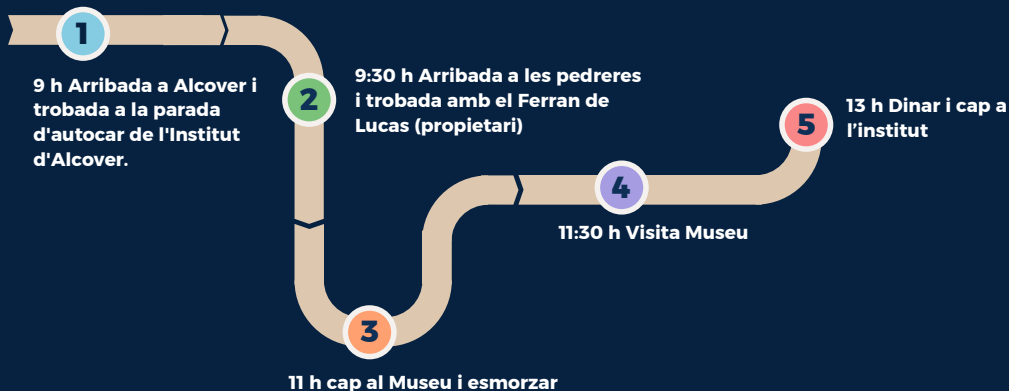 1
9 h Arribada a Alcover i
trobada a la parada
d'autocar de l'Institut
d'Alcover.
2
9:30 h Arribada a les pedreres
i trobada amb el Ferran de
Lucas (propietari)
3
11 h cap al Museu i esmorzar
4
11:30 h Visita Museu
5
13 h Dinar i cap a
l'institut